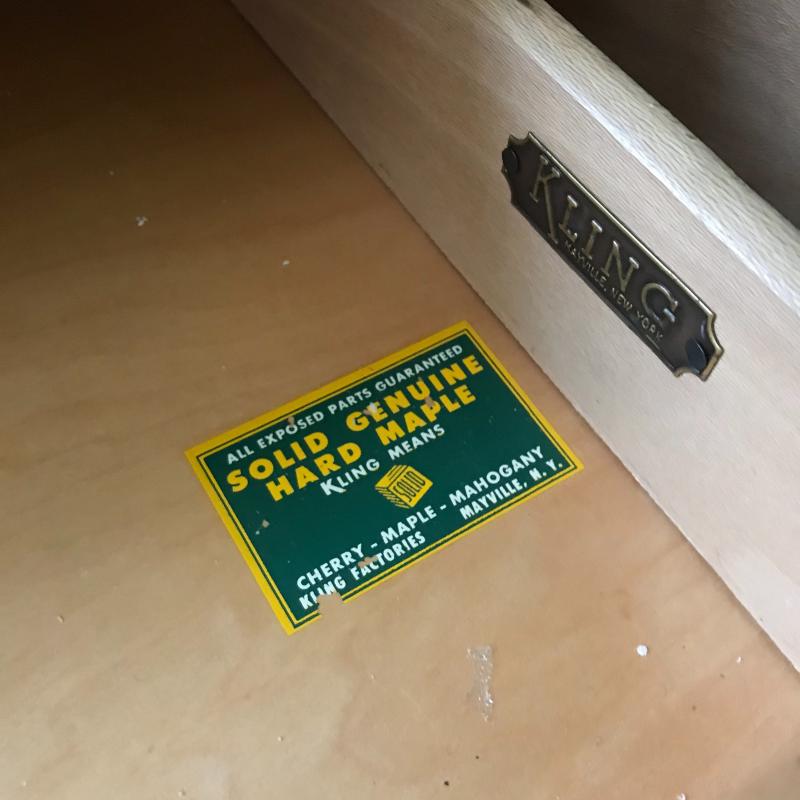 KLING
MAYVILLE, NEW YORK
ALL EXPOSED PARTS GUARANTEED
SOLID GENUINE
HARD MAPLE
KLING MEANS
SOLID
CHERRY - MAPLE - MAHOGANY
KLING FACTORIES MAYVILLE, N.Y.